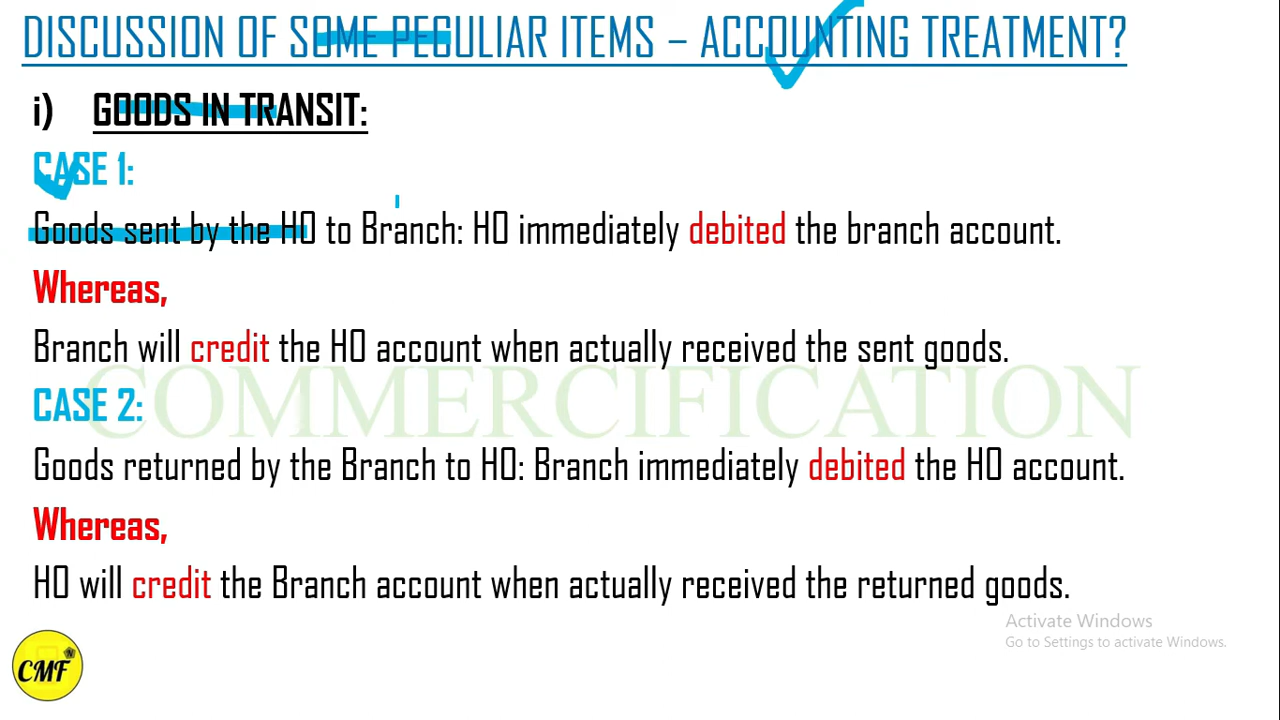 DISCUSSION OF SOME PECULIAR ITEMS – ACCOUNTING TREATMENT?
i) GOODS IN TRANSIT:
CASE 1:
Goods sent by the HO to Branch: HO immediately debited the branch account.
Whereas,
Branch will credit the HO account when actually received the sent goods.
COMMERCIFICATION
CASE 2:
Goods returned by the Branch to HO: Branch immediately debited the HO account.
Whereas,
HO will credit the Branch account when actually received the returned goods.
Activate Windows
Go to Settings to activate Windows.
CMF